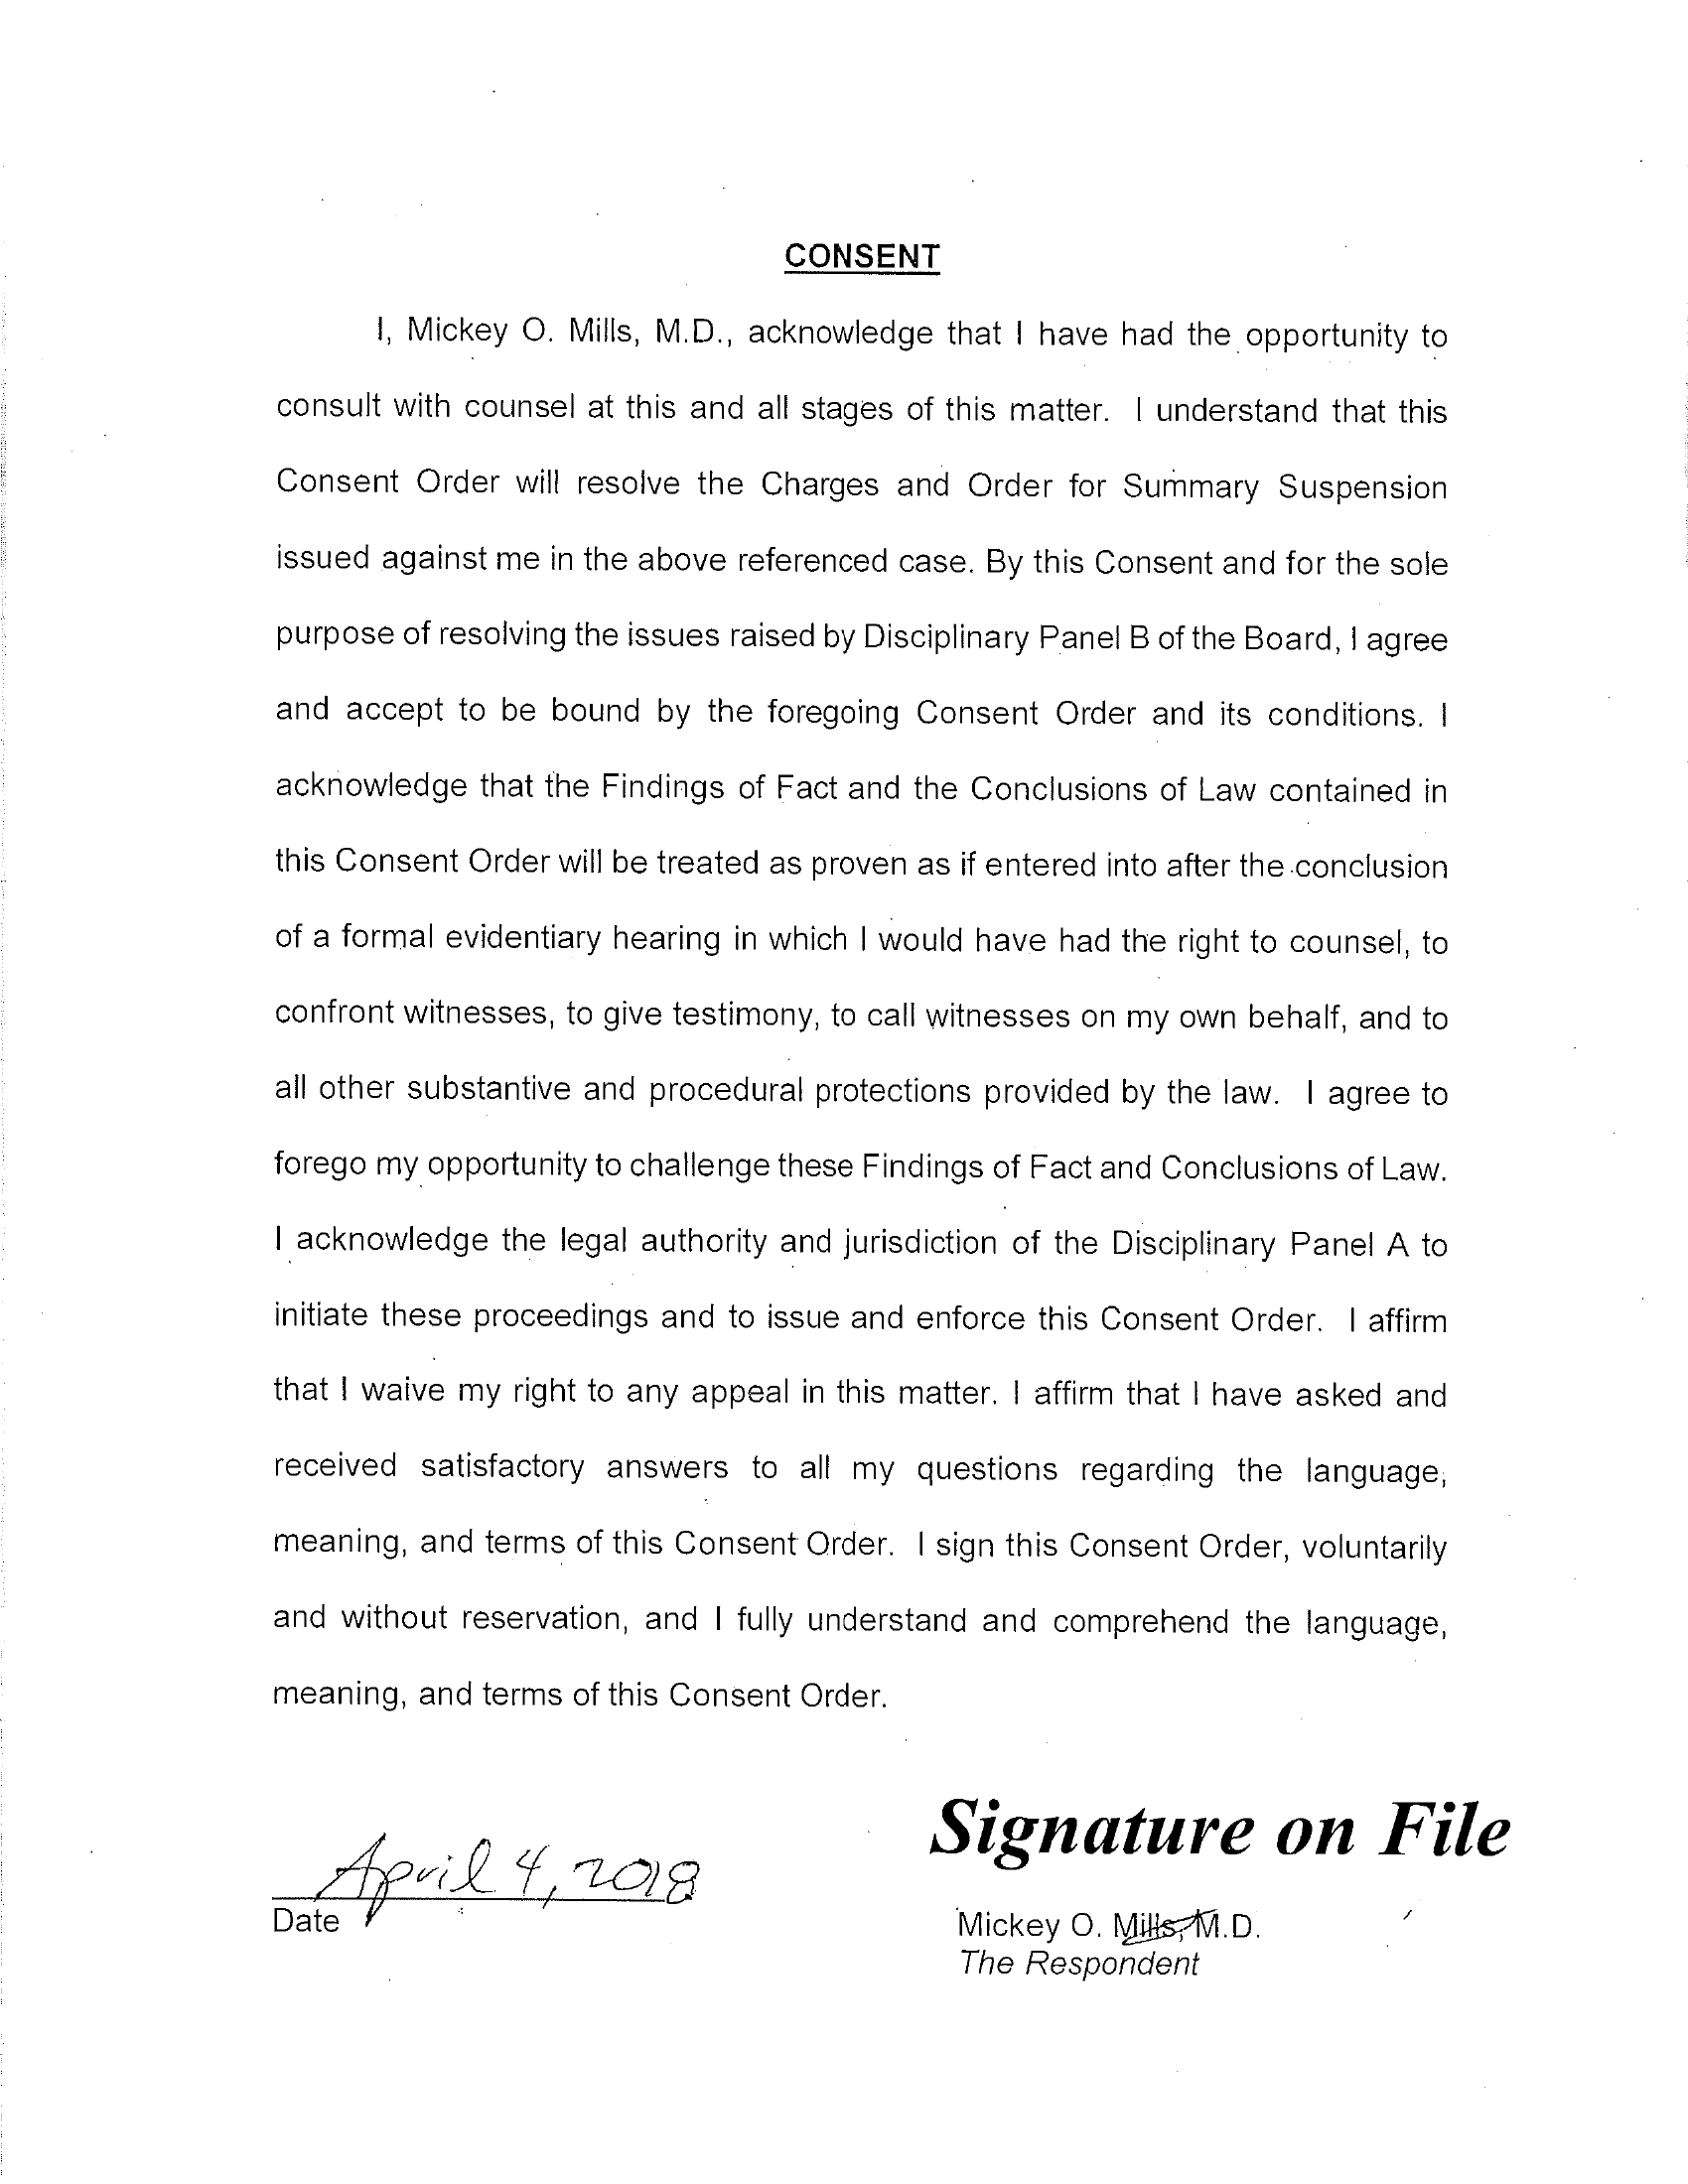 CONSENT
I, Mickey O. Mills, M.D., acknowledge that I have had the opportunity to
consult with counsel at this and all stages of this matter. I understand that this
Consent Order will resolve the Charges and Order for Summary Suspension
issued against me in the above referenced case. By this Consent and for the sole
purpose of resolving the issues raised by Disciplinary Panel B of the Board, I agree
and accept to be bound by the foregoing Consent Order and its conditions. I
acknowledge that the Findings of Fact and the Conclusions of Law contained in
this Consent Order will be treated as proven as if entered into after the conclusion
of a formal evidentiary hearing in which I would have had the right to counsel, to
confront witnesses, to give testimony, to call witnesses on my own behalf, and to
all other substantive and procedural protections provided by the law. I agree to
forego my opportunity to challenge these Findings of Fact and Conclusions of Law.
I acknowledge the legal authority and jurisdiction of the Disciplinary Panel A to
initiate these proceedings and to issue and enforce this Consent Order. I affirm
that I waive my right to any appeal in this matter. I affirm that I have asked and
received satisfactory answers to all my questions regarding the language,
meaning, and terms of this Consent Order. I sign this Consent Order, voluntarily
and without reservation, and I fully understand and comprehend the language,
meaning, and terms of this Consent Order.
Signature on File
April 4, 2018
Date
Mickey O. Mills, M.D.
The Respondent